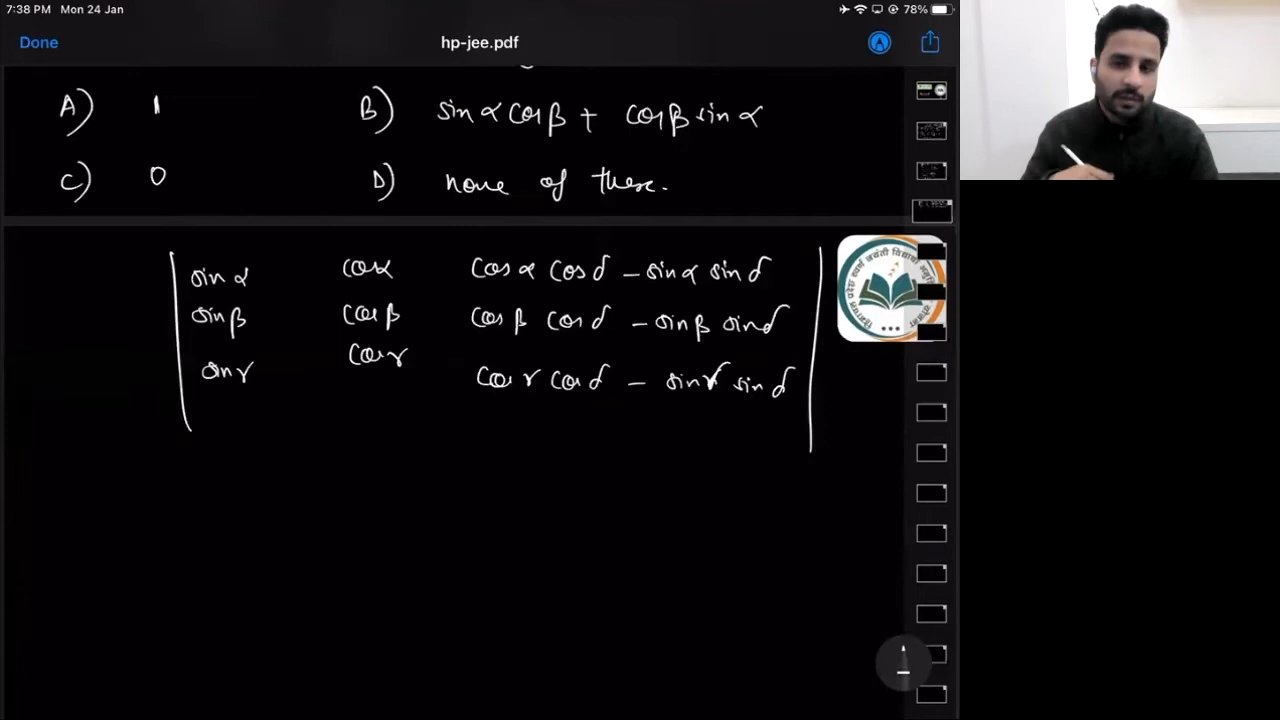 7:38 PM Mon 24 Jan 78%
Done hp-jee.pdf
A) 1 B) sin α cos β + cos β sin α
C) 0 D) none of these.
sin α cos α cos α cos δ – sin α sin δ
sin β cos β cos β cos δ – sin β sin δ
sin γ cos γ cos γ cos δ – sin γ sin δ